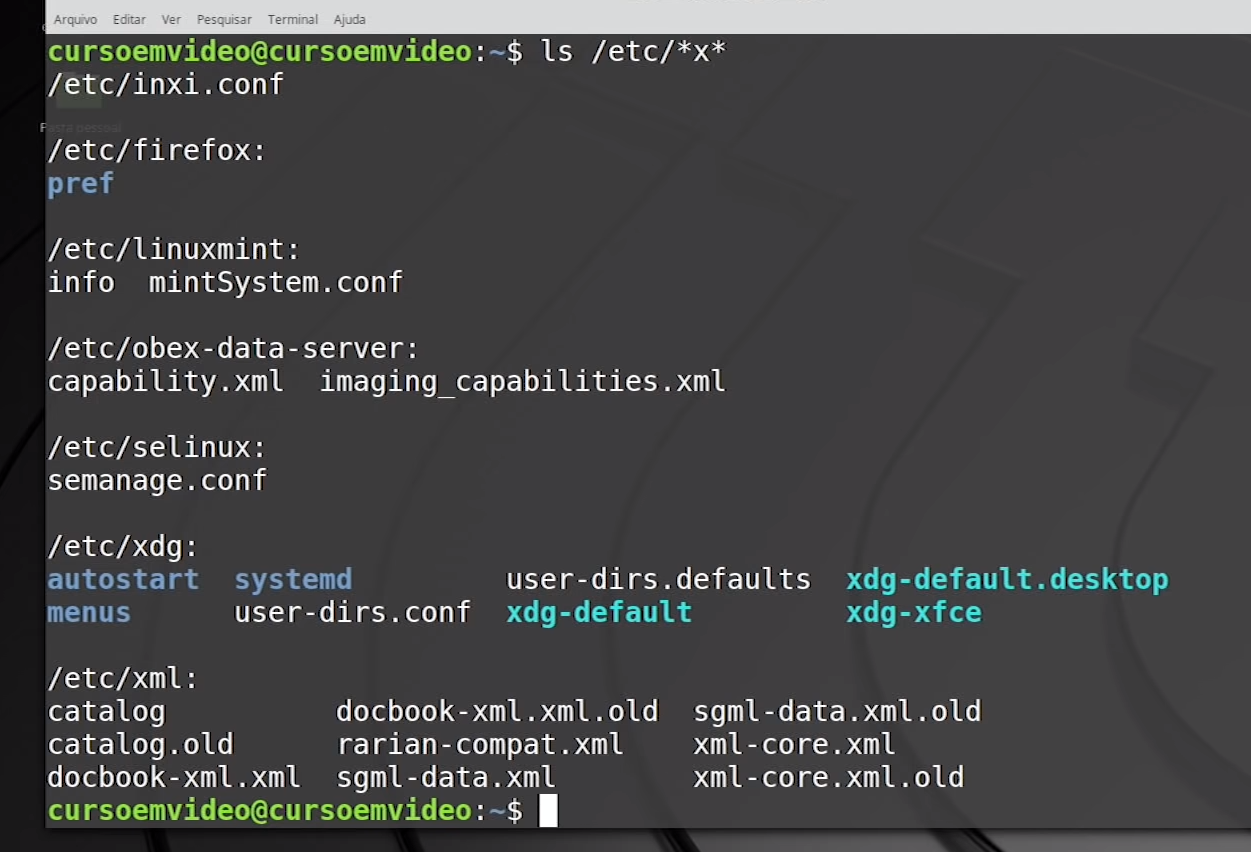 Arquivo Editar Ver Pesquisar Terminal Ajuda
cursoemvideo@cursoemvideo:~$ ls /etc/*x*
/etc/inxi.conf
Pasta pessoal
/etc/firefox:
pref
/etc/linuxmint:
info  mintSystem.conf
/etc/obex-data-server:
capability.xml  imaging_capabilities.xml
/etc/selinux:
semanage.conf
/etc/xdg:
autostart  systemd  user-dirs.defaults  xdg-default.desktop
menus  user-dirs.conf  xdg-default  xdg-xfce
/etc/xml:
catalog  docbook-xml.xml.old  sgml-data.xml.old
catalog.old  rarian-compat.xml  xml-core.xml
docbook-xml.xml  sgml-data.xml  xml-core.xml.old
cursoemvideo@cursoemvideo:~$